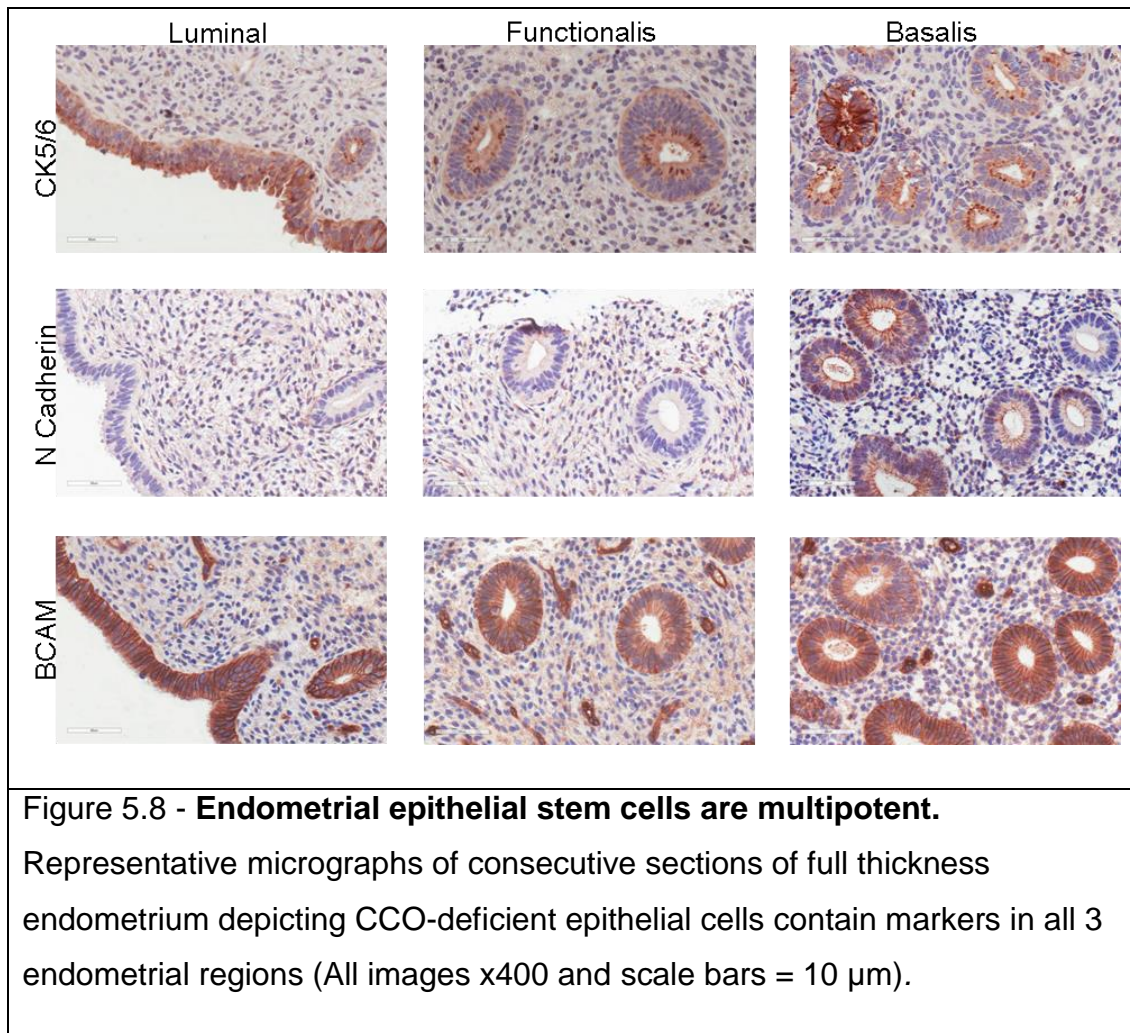 Luminal Functionalis Basalis
CK5/6
N Cadherin
BCAM
Figure 5.8 - Endometrial epithelial stem cells are multipotent.
Representative micrographs of consecutive sections of full thickness
endometrium depicting CCO-deficient epithelial cells contain markers in all 3
endometrial regions (All images x400 and scale bars = 10 µm).